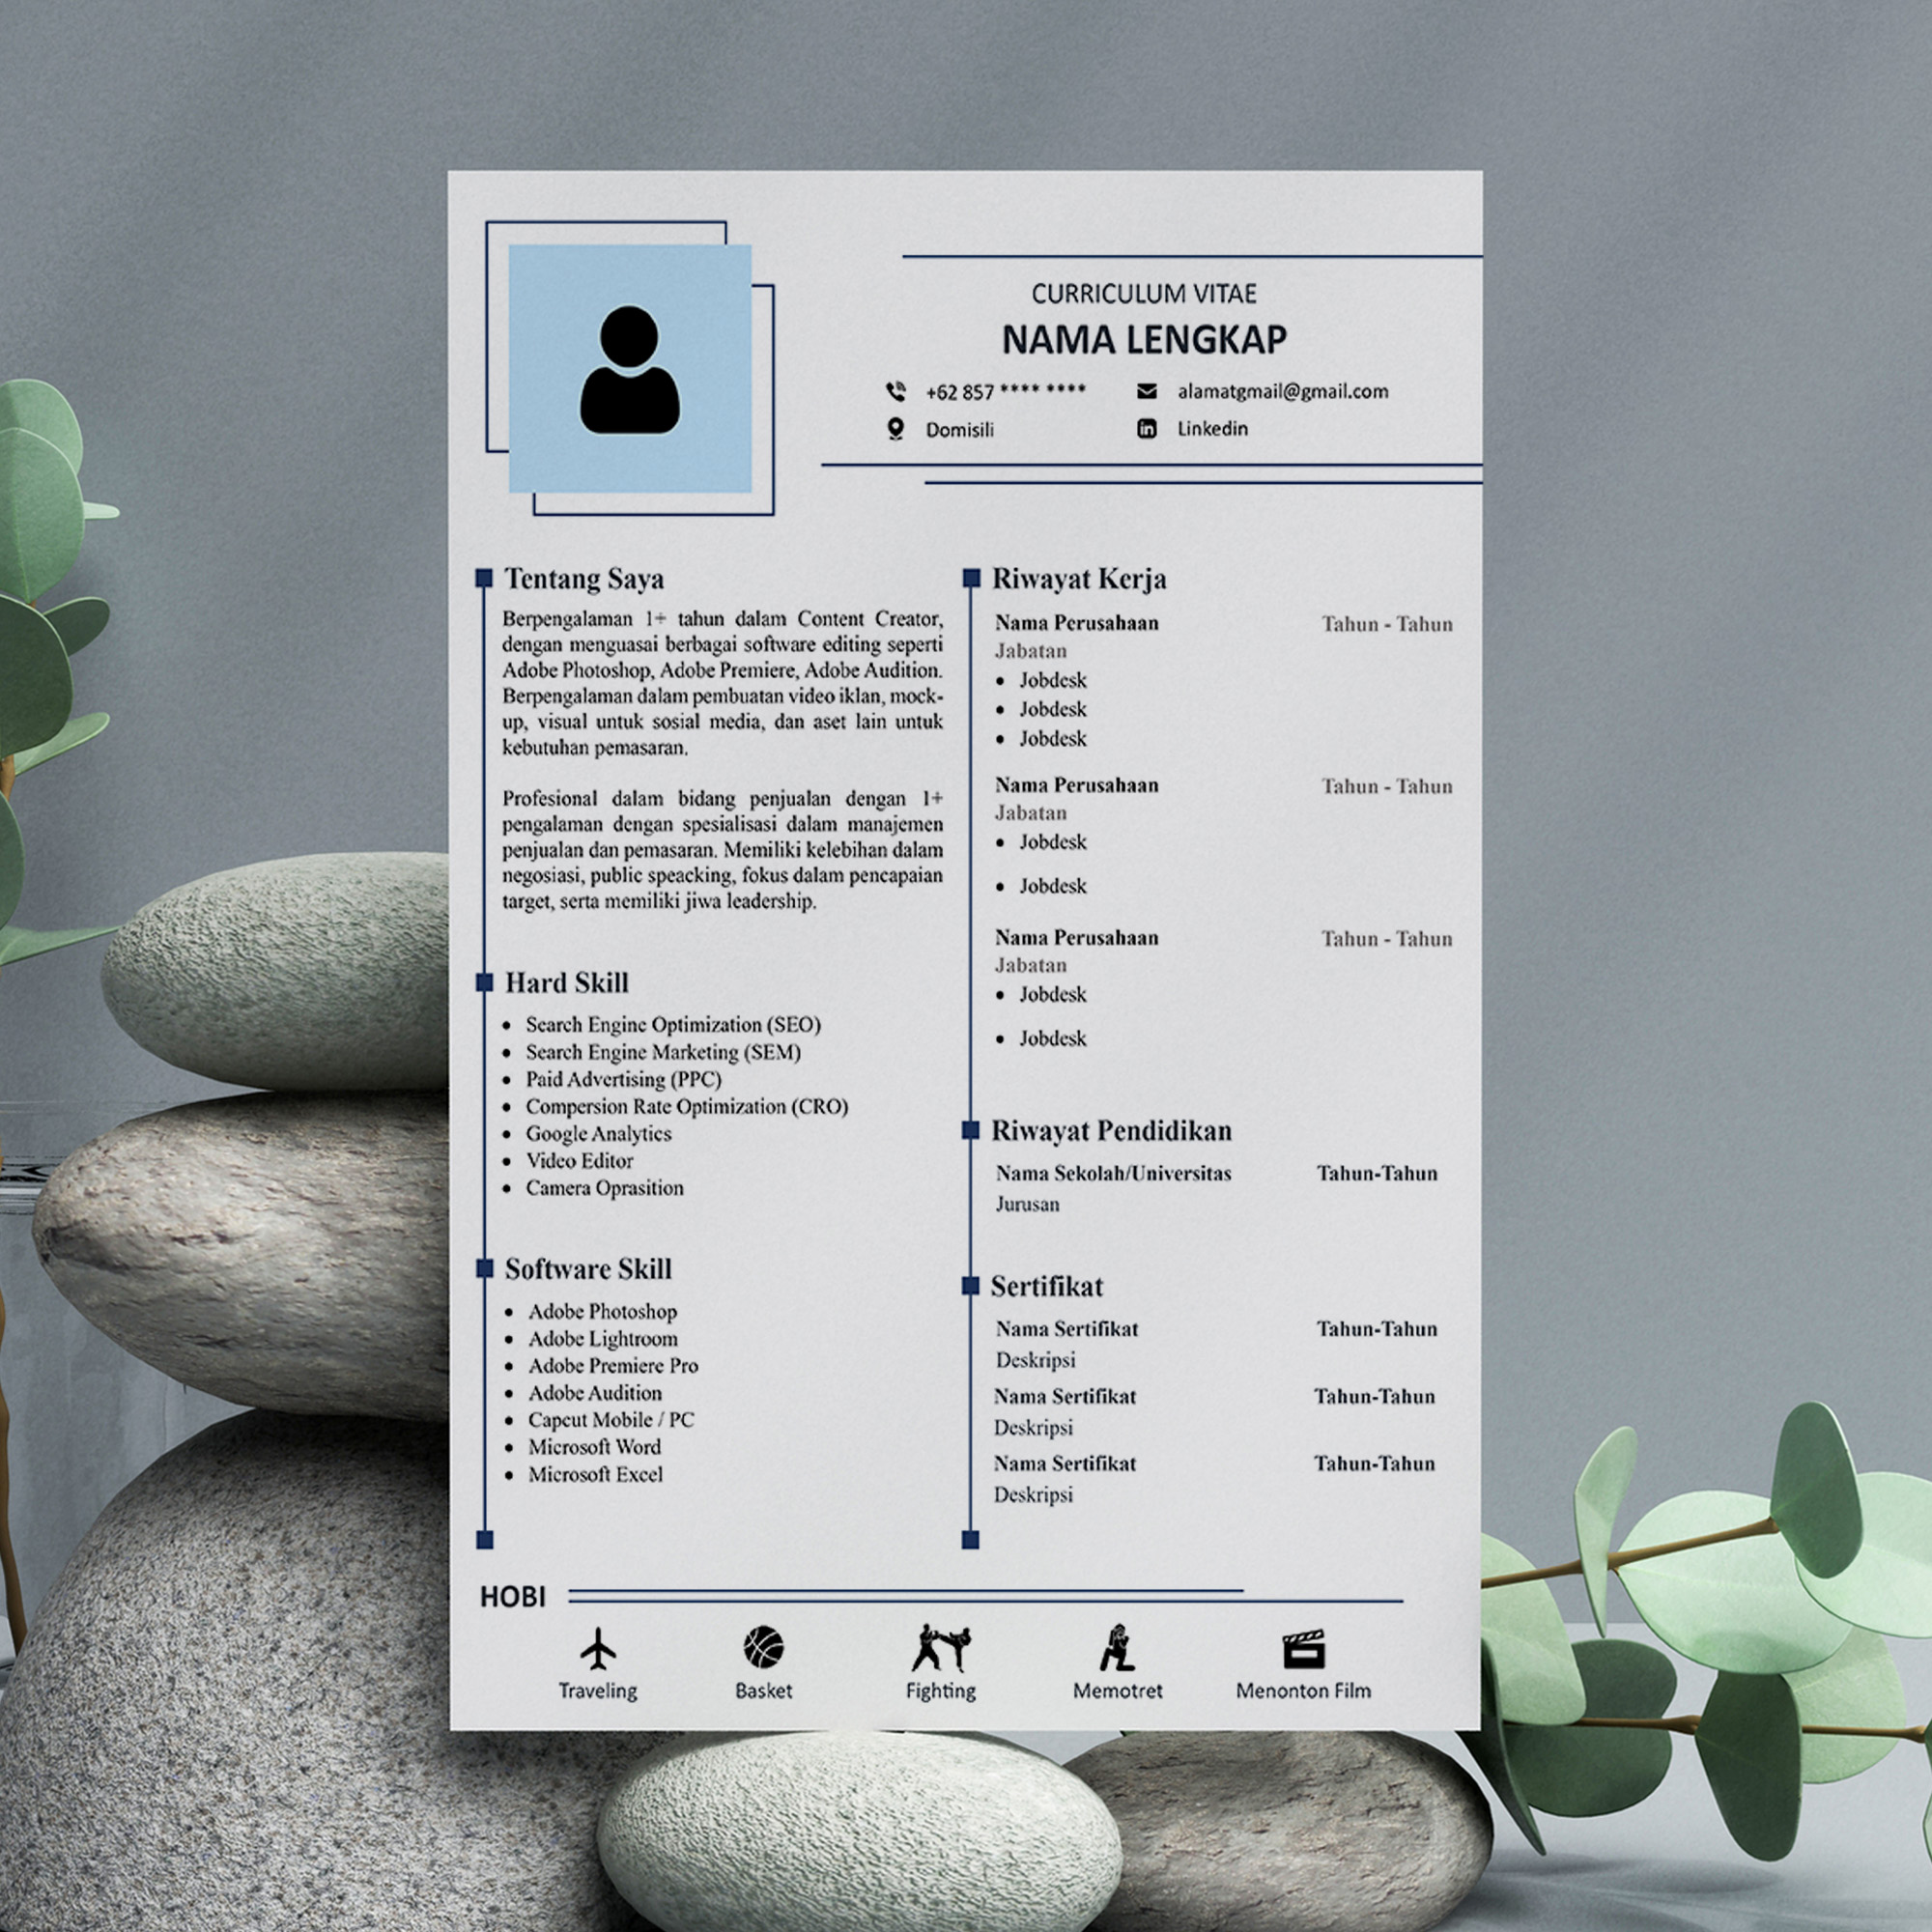 CURRICULUM VITAE
NAMA LENGKAP
+62 857 **** ****
alamatgmail@gmail.com
Domisili
Linkedin
Tentang Saya
Berpengalaman 1+ tahun dalam Content Creator,
dengan menguasai berbagai software editing seperti
Adobe Photoshop, Adobe Premiere, Adobe Audition.
Berpengalaman dalam pembuatan video iklan, mock-
up, visual untuk sosial media, dan aset lain untuk
kebutuhan pemasaran.
Profesional dalam bidang penjualan dengan 1+
pengalaman dengan spesialisasi dalam manajemen
penjualan dan pemasaran. Memiliki kelebihan dalam
negosiasi, public speacking, fokus dalam pencapaian
target, serta memiliki jiwa leadership.
Hard Skill
• Search Engine Optimization (SEO)
• Search Engine Marketing (SEM)
• Paid Advertising (PPC)
• Compersion Rate Optimization (CRO)
• Google Analytics
• Video Editor
• Camera Oprasition
Software Skill
• Adobe Photoshop
• Adobe Lightroom
• Adobe Premiere Pro
• Adobe Audition
• Capcut Mobile / PC
• Microsoft Word
• Microsoft Excel
Riwayat Kerja
Nama Perusahaan Tahun - Tahun
Jabatan
• Jobdesk
• Jobdesk
• Jobdesk
Nama Perusahaan Tahun - Tahun
Jabatan
• Jobdesk
• Jobdesk
Nama Perusahaan Tahun - Tahun
Jabatan
• Jobdesk
• Jobdesk
Riwayat Pendidikan
Nama Sekolah/Universitas Tahun-Tahun
Jurusan
Sertifikat
Nama Sertifikat Tahun-Tahun
Deskripsi
Nama Sertifikat Tahun-Tahun
Deskripsi
Nama Sertifikat Tahun-Tahun
Deskripsi
HOBI
Traveling
Basket
Fighting
Memotret
Menonton Film